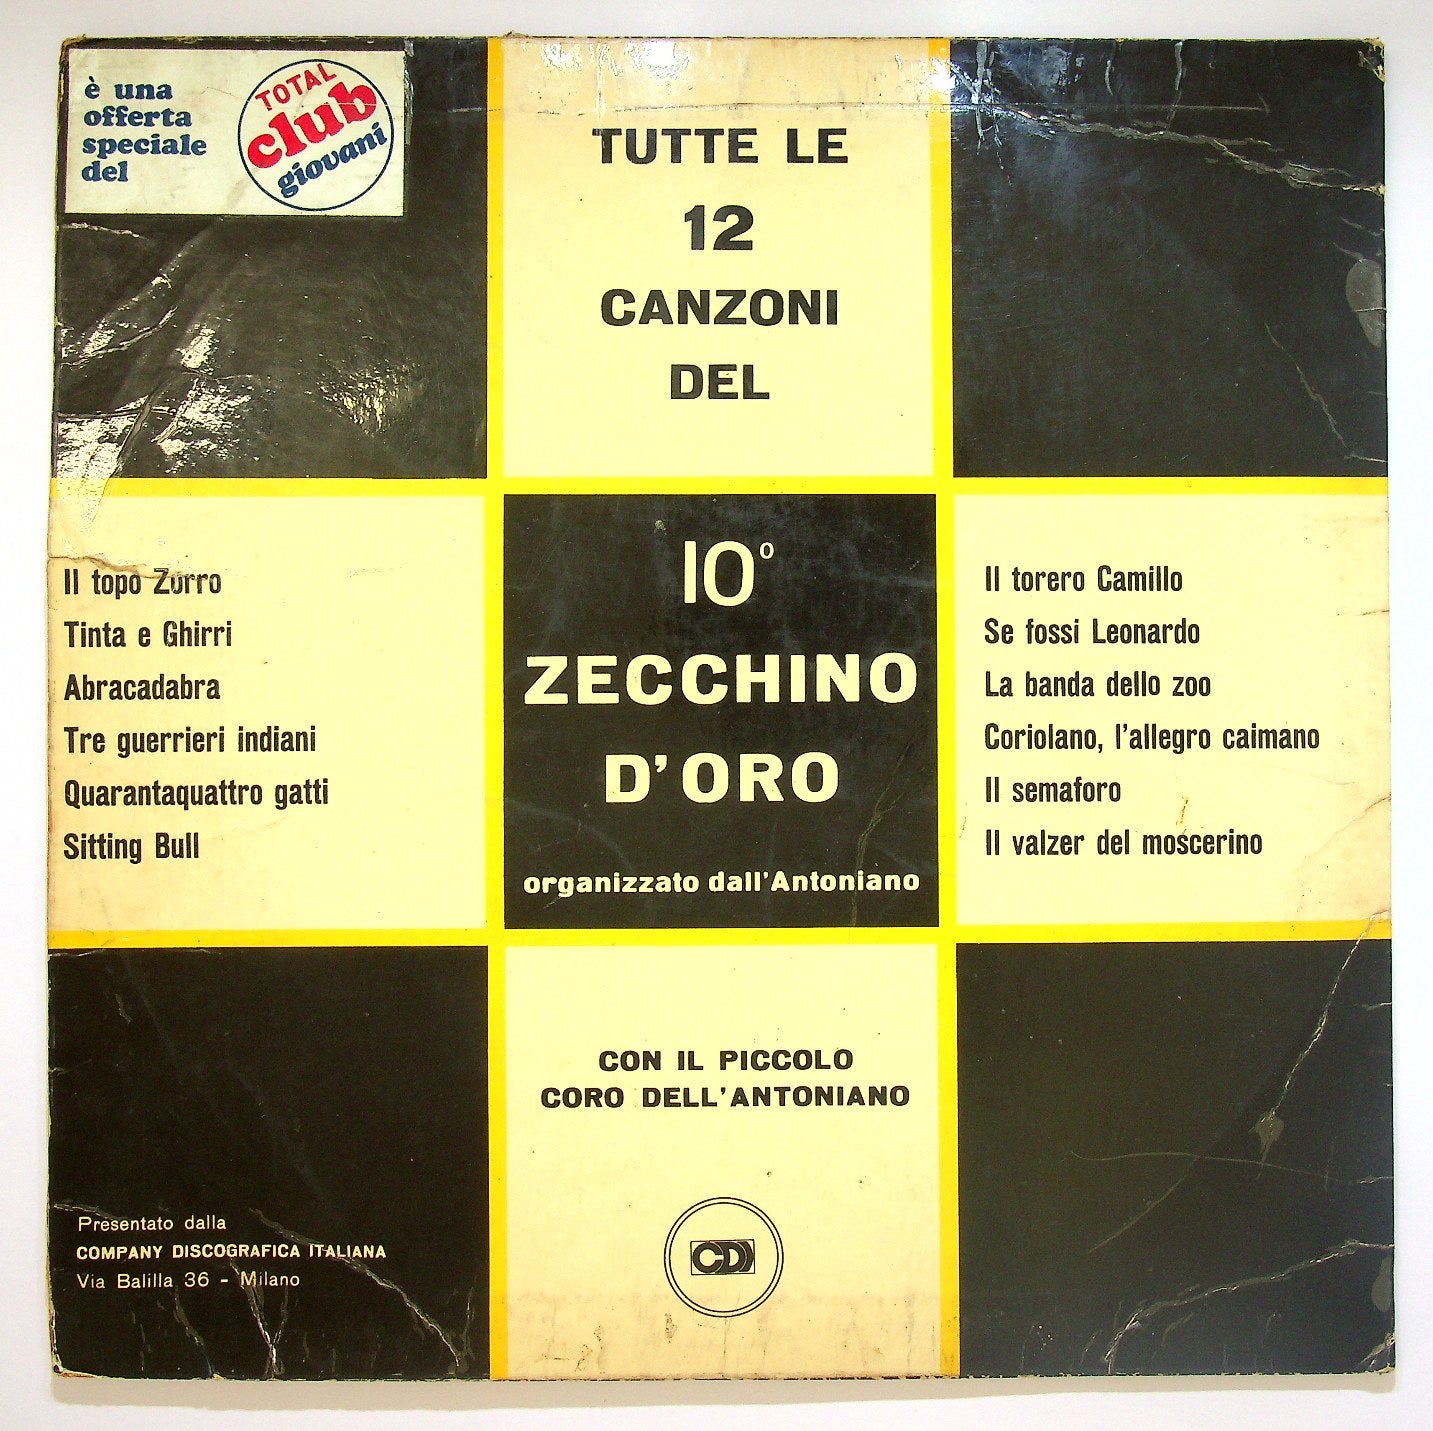 è una
offerta
speciale
del
TOTAL
club
giovani
TUTTE LE
12
CANZONI
DEL
Il topo Zorro
Tinta e Ghirri
Abracadabra
Tre guerrieri indiani
Quarantaquattro gatti
Sitting Bull
10°
ZECCHINO
D'ORO
organizzato dall'Antoniano
Il torero Camillo
Se fossi Leonardo
La banda dello zoo
Coriolano, l'allegro caimano
Il semaforo
Il valzer del moscerino
CON IL PICCOLO
CORO DELL'ANTONIANO
Presentato dalla
COMPANY DISCOGRAFICA ITALIANA
Via Balilla 36 - Milano
CDI